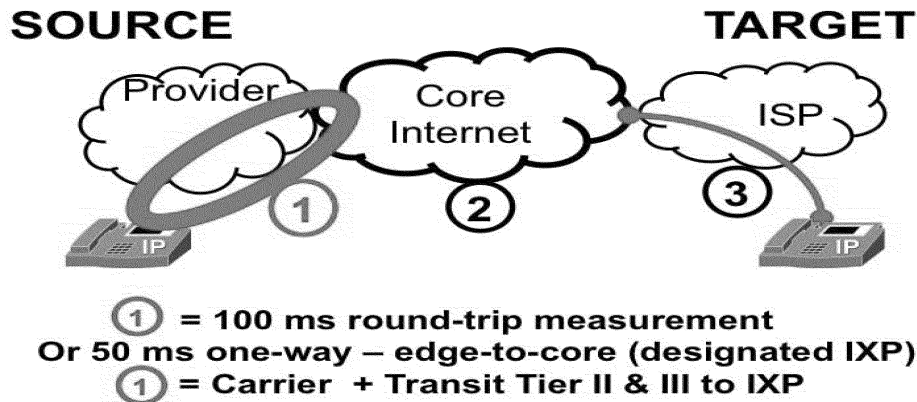 SOURCE TARGET
Provider
Core
Internet
ISP
1 2 3
IP IP
1 = 100 ms round-trip measurement
Or 50 ms one-way – edge-to-core (designated IXP)
1 = Carrier + Transit Tier II & III to IXP